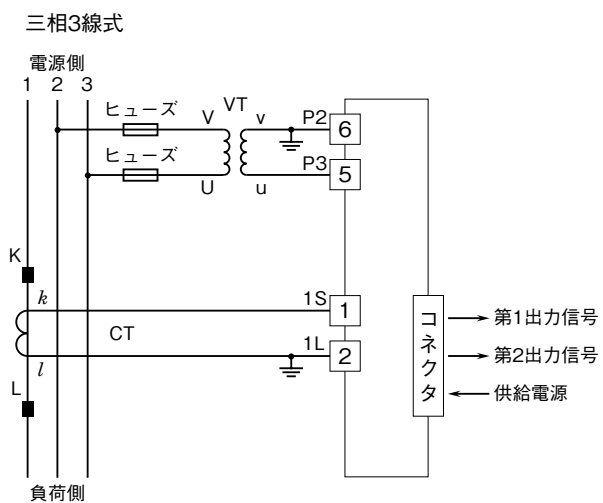 三相3線式
電源側
1 2 3
ヒューズ
VT
V
v
P2
6
ヒューズ
U
u
P3
5
K
k
1S
1
CT
l
1L
2
L
コネクタ
第1出力信号
第2出力信号
供給電源
負荷側